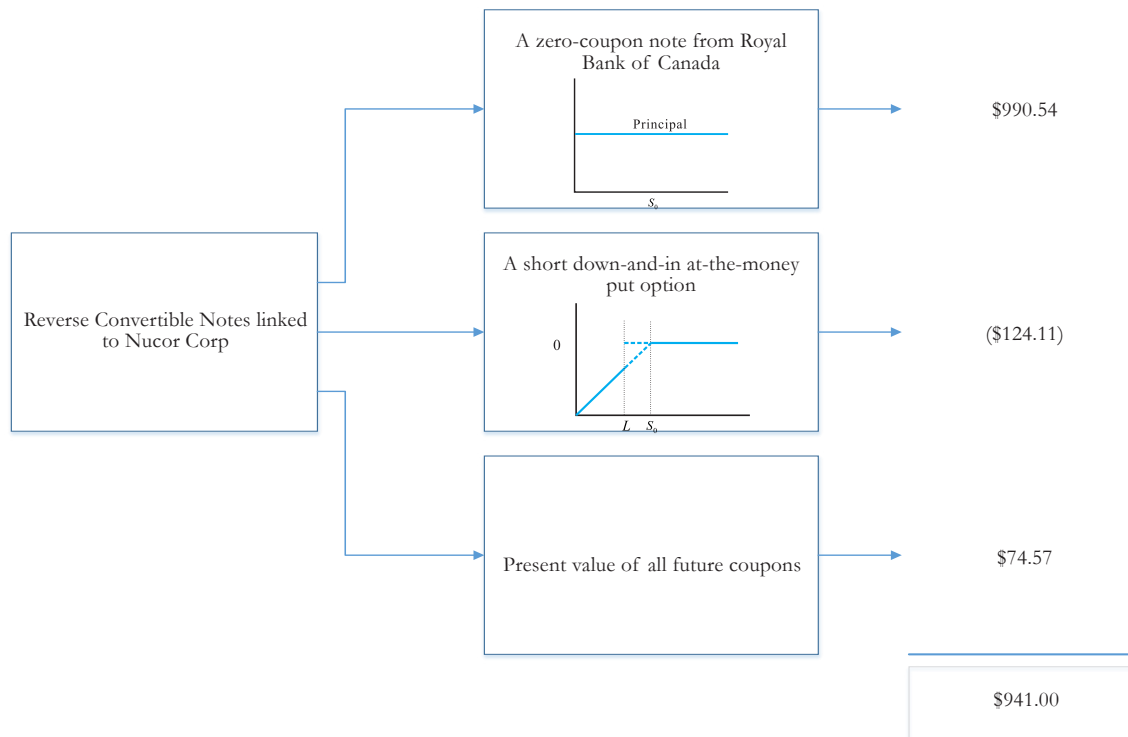 A zero-coupon note from Royal
Bank of Canada
Principal
S₀
$990.54
Reverse Convertible Notes linked
to Nucor Corp
A short down-and-in at-the-money
put option
0
L S₀
($124.11)
Present value of all future coupons
$74.57
$941.00